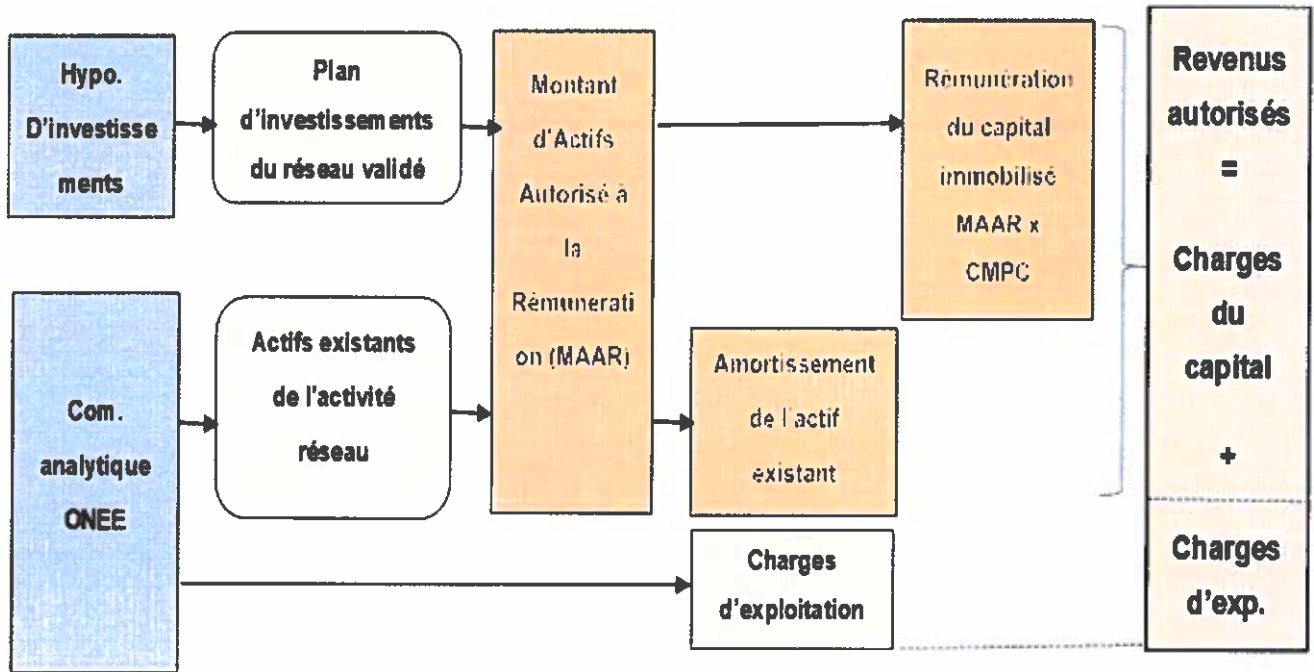 Hypo.
D'investisse
ments
Plan
d'investissements
du réseau validé
Montant
d'Actifs
Autorisé à
la
Rémunerati
on (MAAR)
Rémunération
du capital
immobilisé
MAAR x
CMPC
Revenus
autorisés
=
Charges
du
capital
+
Charges
d'exp.
Com.
analytique
ONEE
Actifs existants
de l'activité
réseau
Amortissement
de l'actif
existant
Charges
d'exploitation